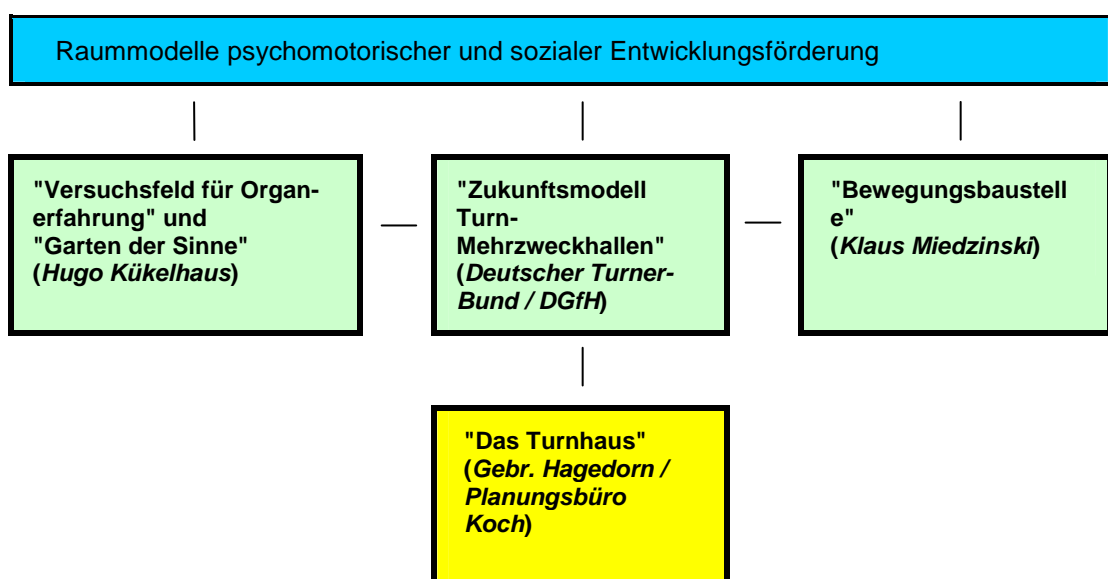 Raummodelle psychomotorischer und sozialer Entwicklungsförderung
"Versuchsfeld für Organ-
erfahrung" und
"Garten der Sinne"
(Hugo Kükelhaus)
"Zukunftsmodell
Turn-
Mehrzweckhallen"
(Deutscher Turner-
Bund / DGfH)
"Bewegungsbaustell
e"
(Klaus Miedzinski)
"Das Turnhaus"
(Gebr. Hagedorn /
Planungsbüro
Koch)